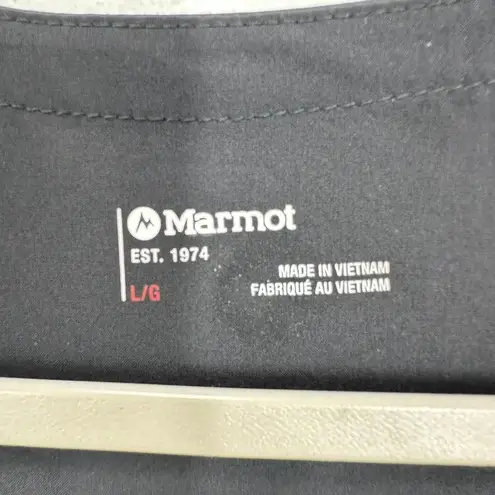 Marmot
EST. 1974
L/G
MADE IN VIETNAM
FABRIQUÉ AU VIETNAM